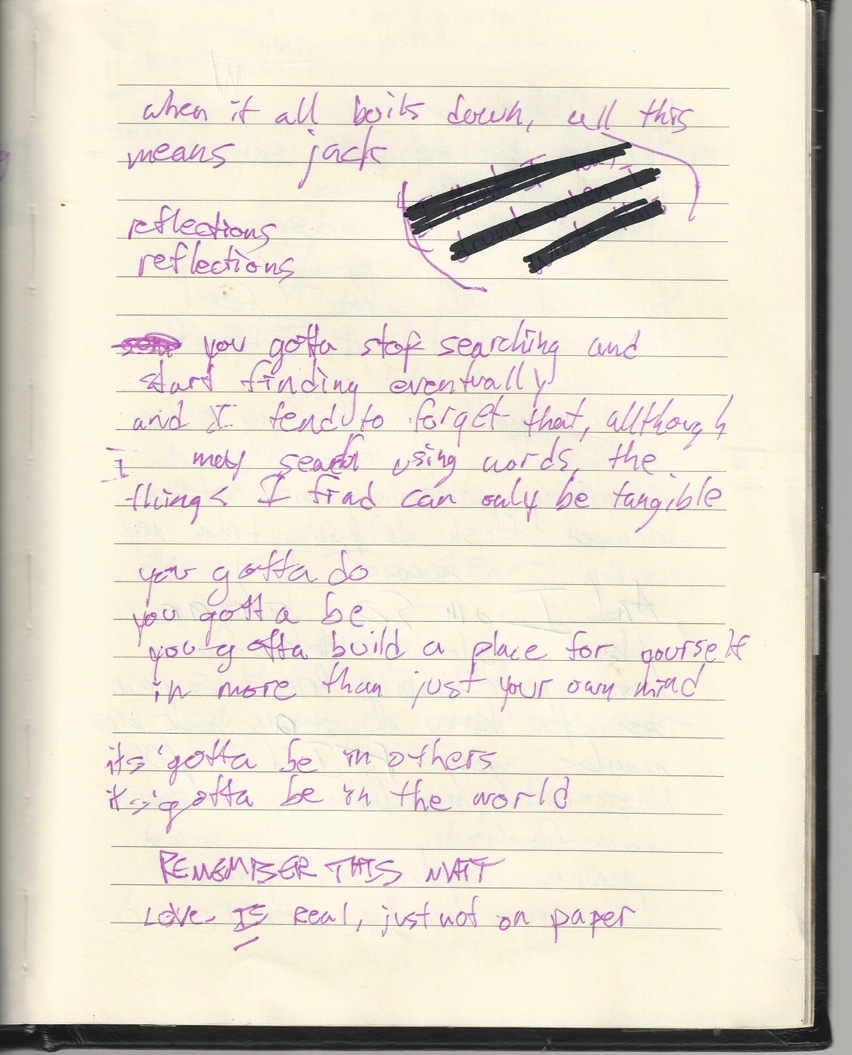 when it all boils down, all this
means jack
reflections
reflections
you gotta stop searching and
start finding eventually
and I tend to forget that, allthough
I may search using words, the
things I find can only be tangible
you gotta do
you gotta be
you gotta build a place for yourself
in more than just your own mind
its gotta be in others
its gotta be in the world
REMEMBER THIS MATT
LOVE IS Real, just not on paper